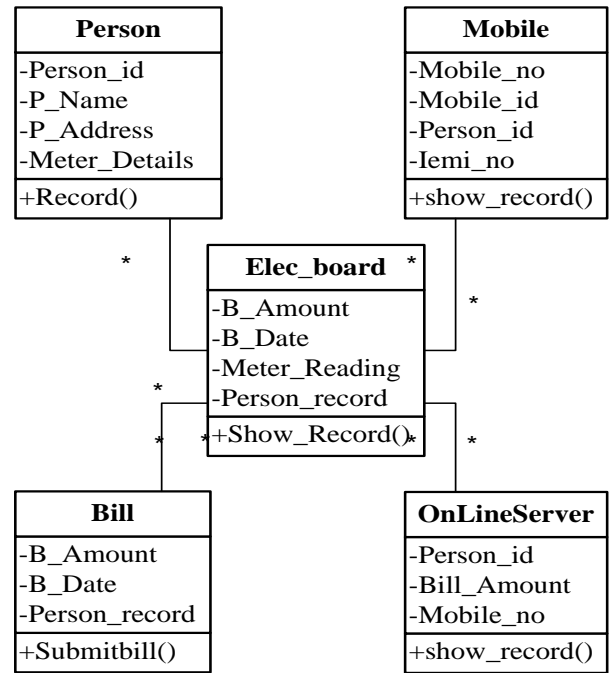 Person
-Person_id
-P_Name
-P_Address
-Meter_Details
+Record()
Mobile
-Mobile_no
-Mobile_id
-Person_id
-Iemi_no
+show_record()
*
*
*
Elec_board
-B_Amount
-B_Date
-Meter_Reading
-Person_record
+Show_Record()
*
*
*
*
*
Bill
-B_Amount
-B_Date
-Person_record
+Submitbill()
OnLineServer
-Person_id
-Bill_Amount
-Mobile_no
+show_record()